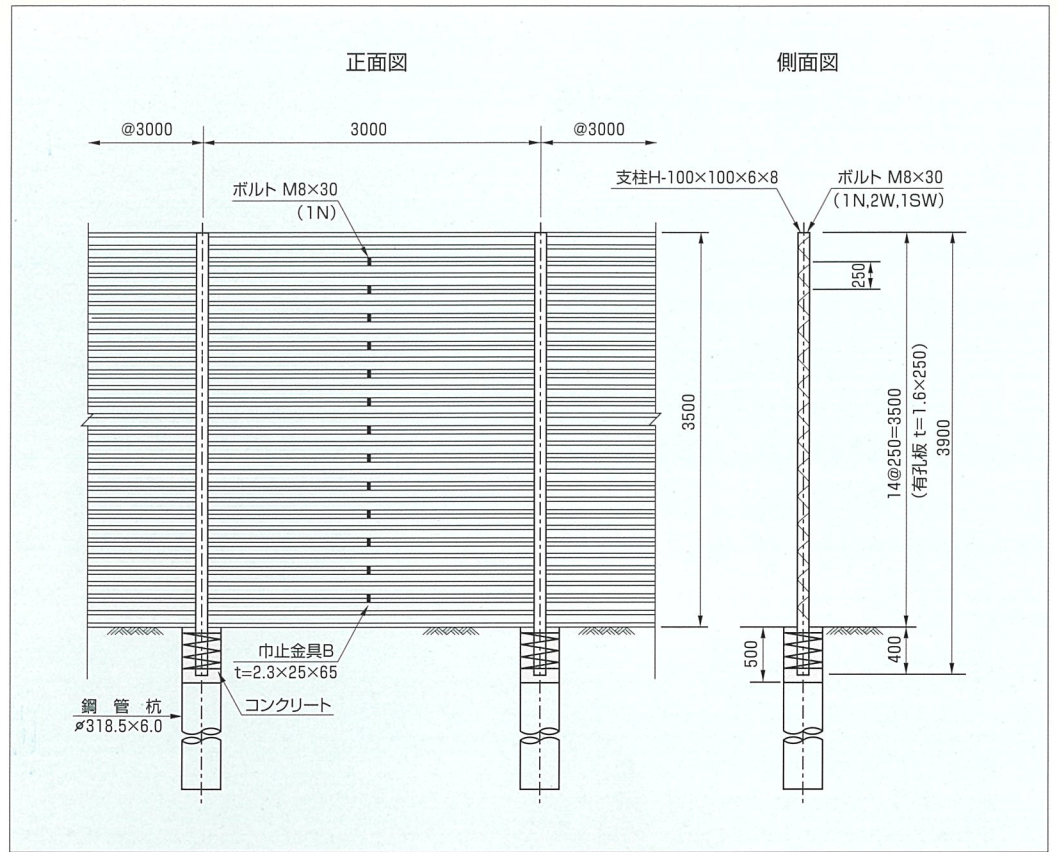 正面図
側面図
@3000
3000
@3000
ボルト M8×30
(1N)
支柱H-100×100×6×8
ボルト M8×30
(1N,2W,1SW)
250
3500
14@250=3500
(有孔板 t=1.6×250)
3900
巾止金具B
t=2.3×25×65
コンクリート
鋼管杭
ø318.5×6.0
500
400